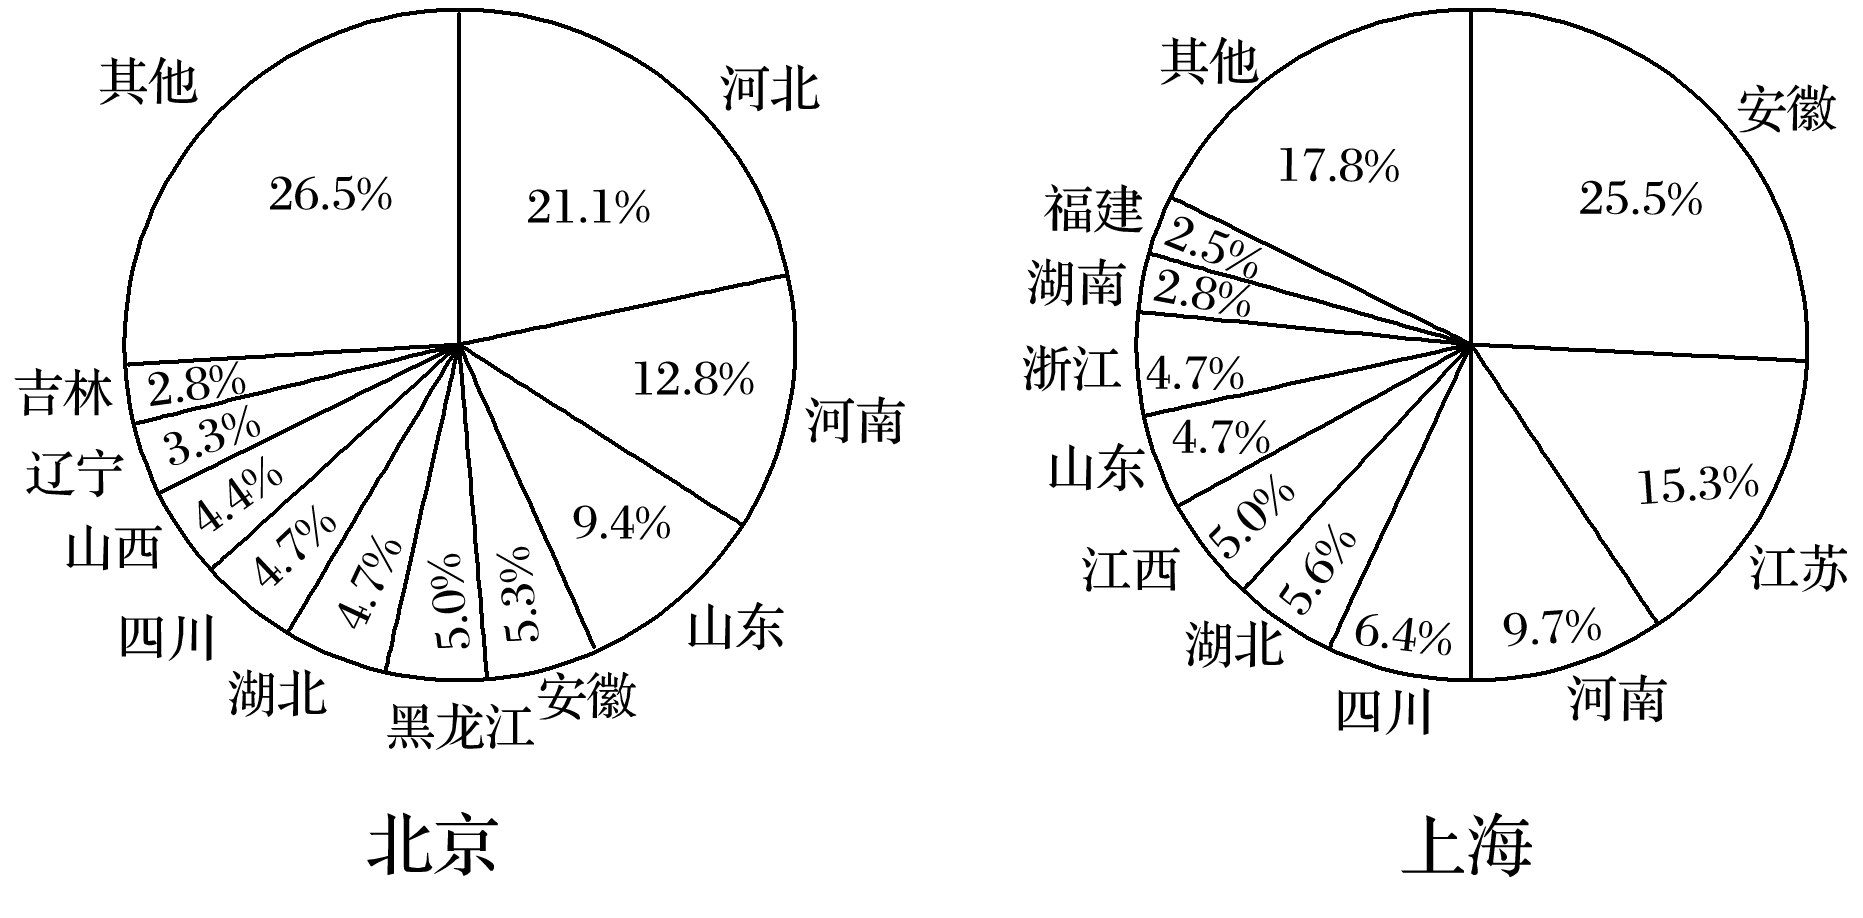 其他
26.5%
河北
21.1%
河南
12.8%
山东
9.4%
安徽
5.3%
黑龙江
5.0%
湖北
4.7%
四川
4.7%
山西
4.4%
辽宁
3.3%
吉林
2.8%
北京
其他
17.8%
安徽
25.5%
江苏
15.3%
河南
9.7%
四川
6.4%
湖北
5.6%
江西
5.0%
山东
4.7%
浙江
4.7%
湖南
2.8%
福建
2.5%
上海